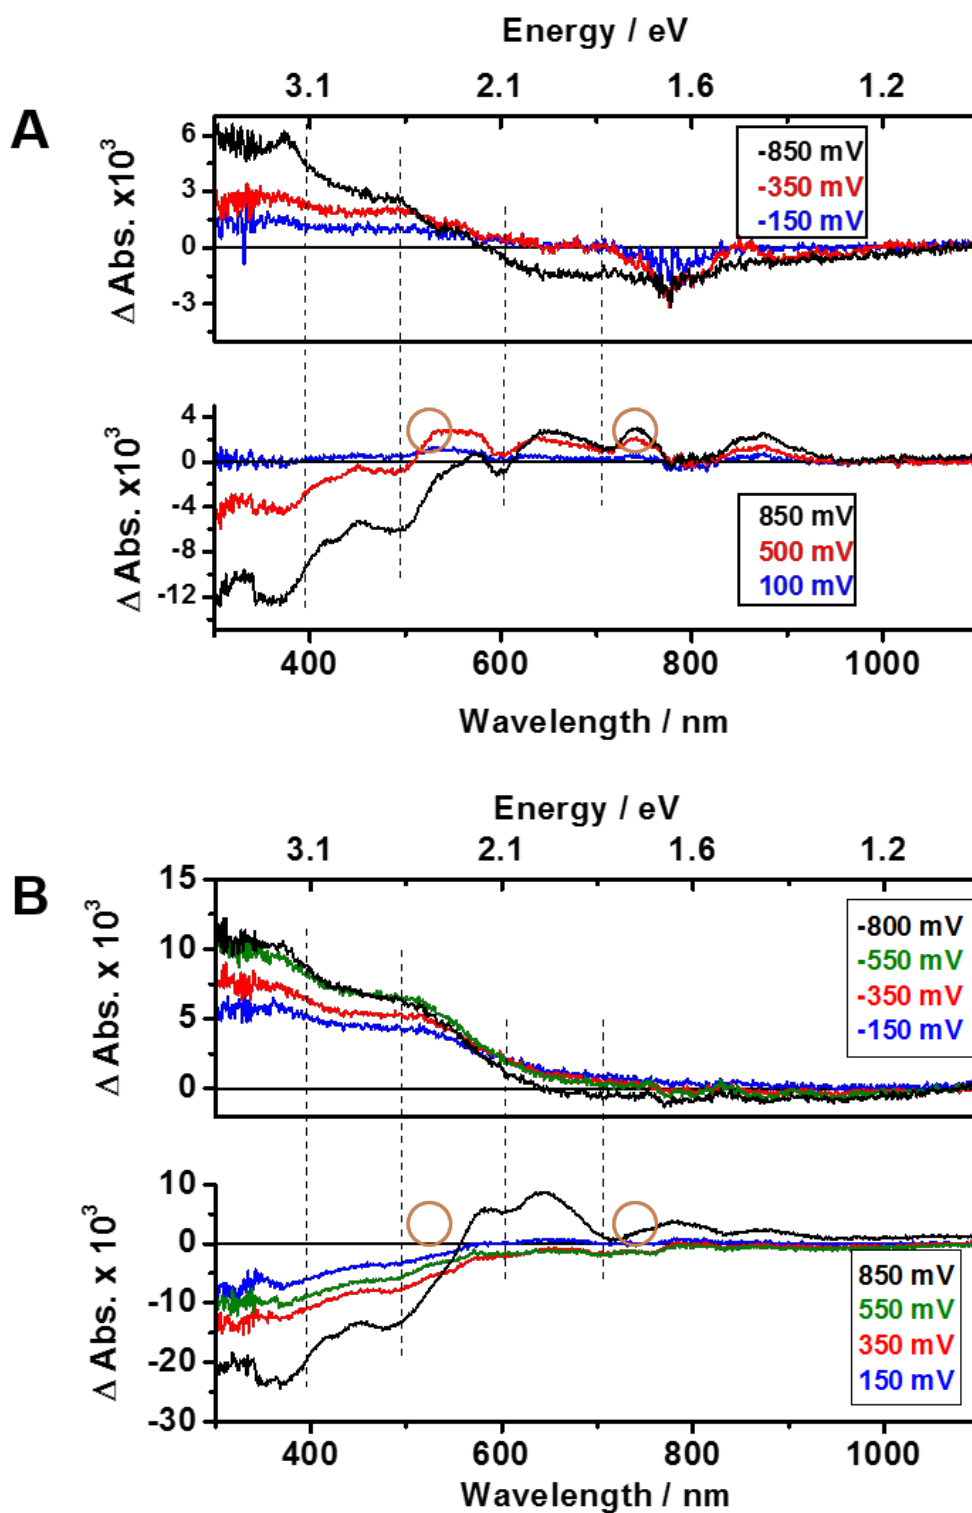 Energy / eV
3.1 2.1 1.6 1.2
A
6
3
0
-3
Δ Abs. x10³
-850 mV
-350 mV
-150 mV
4
0
-4
-8
-12
Δ Abs. x10³
850 mV
500 mV
100 mV
400 600 800 1000
Wavelength / nm
Energy / eV
3.1 2.1 1.6 1.2
B
15
10
5
0
Δ Abs. x 10³
-800 mV
-550 mV
-350 mV
-150 mV
10
0
-10
-20
-30
Δ Abs. x 10³
850 mV
550 mV
350 mV
150 mV
400 600 800 1000
Wavelength / nm